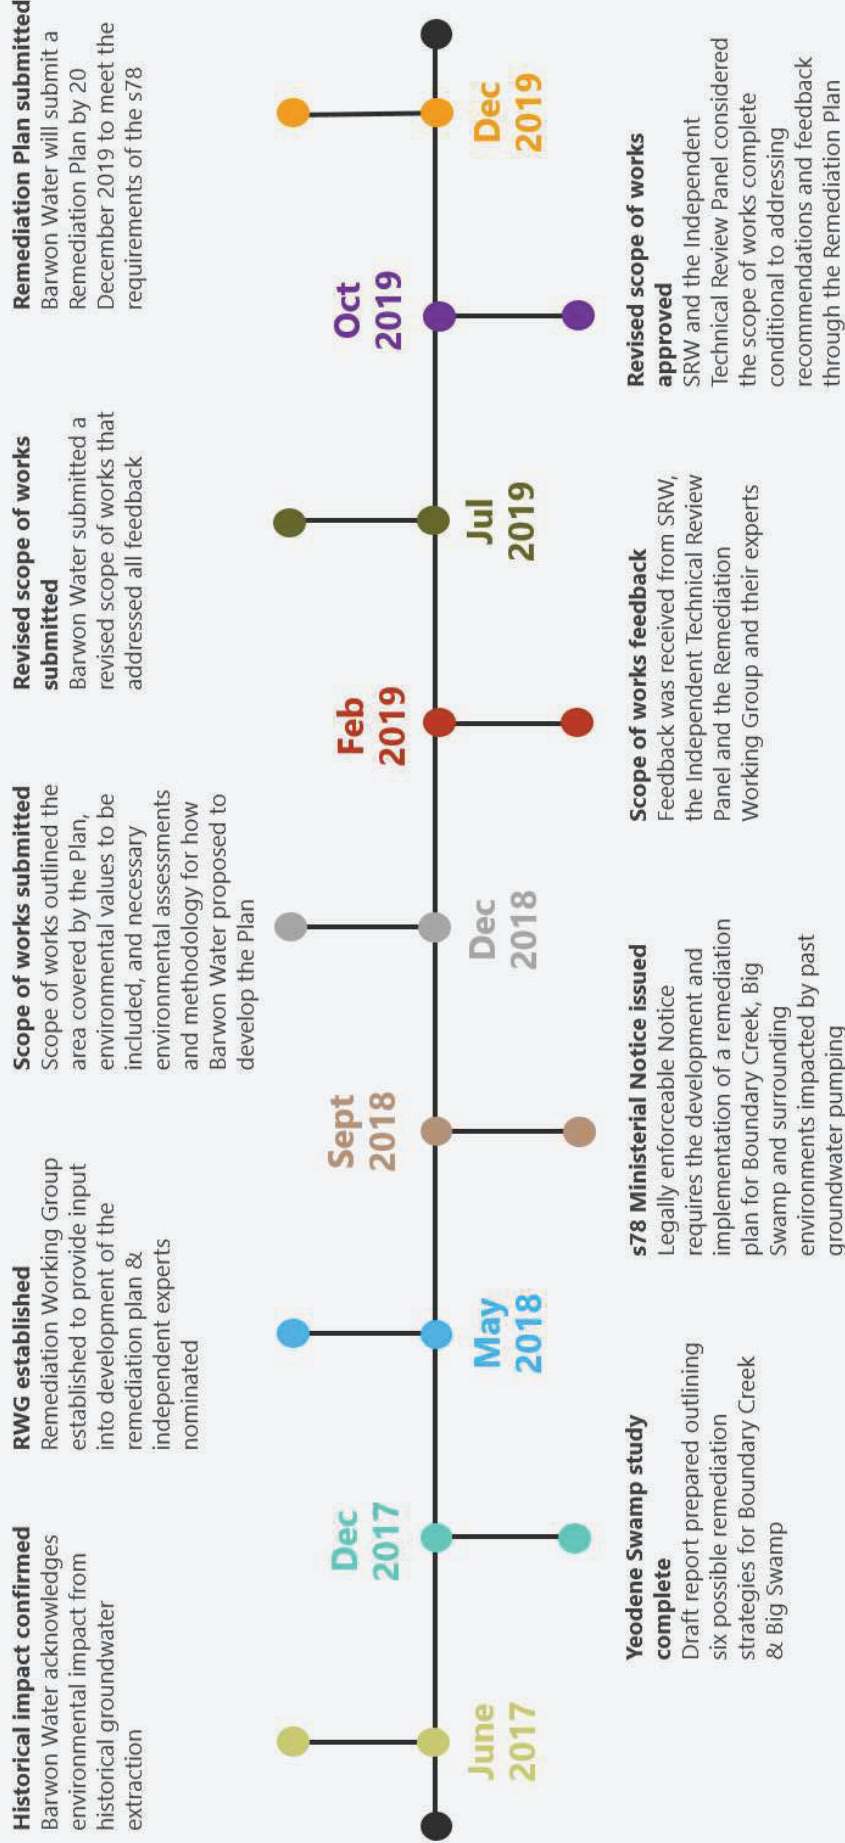 Historical impact confirmed
Barwon Water acknowledges
environmental impact from
historical groundwater
extraction
June
2017
Dec
2017
Yeodene Swamp study
complete
Draft report prepared outlining
six possible remediation
strategies for Boundary Creek
& Big Swamp
RWG established
Remediation Working Group
established to provide input
into development of the
remediation plan &
independent experts
nominated
May
2018
Sept
2018
s78 Ministerial Notice issued
Legally enforceable Notice
requires the development and
implementation of a remediation
plan for Boundary Creek, Big
Swamp and surrounding
environments impacted by past
groundwater pumping
Scope of works submitted
Scope of works outlined the
area covered by the Plan,
environmental values to be
included, and necessary
environmental assessments
and methodology for how
Barwon Water proposed to
develop the Plan
Dec
2018
Feb
2019
Scope of works feedback
Feedback was received from SRW,
the Independent Technical Review
Panel and the Remediation
Working Group and their experts
Revised scope of works
submitted
Barwon Water submitted a
revised scope of works that
addressed all feedback
Jul
2019
Oct
2019
Revised scope of works
approved
SRW and the Independent
Technical Review Panel considered
the scope of works complete
conditional to addressing
recommendations and feedback
through the Remediation Plan
Remediation Plan submitted
Barwon Water will submit a
Remediation Plan by 20
December 2019 to meet the
requirements of the s78
Dec
2019